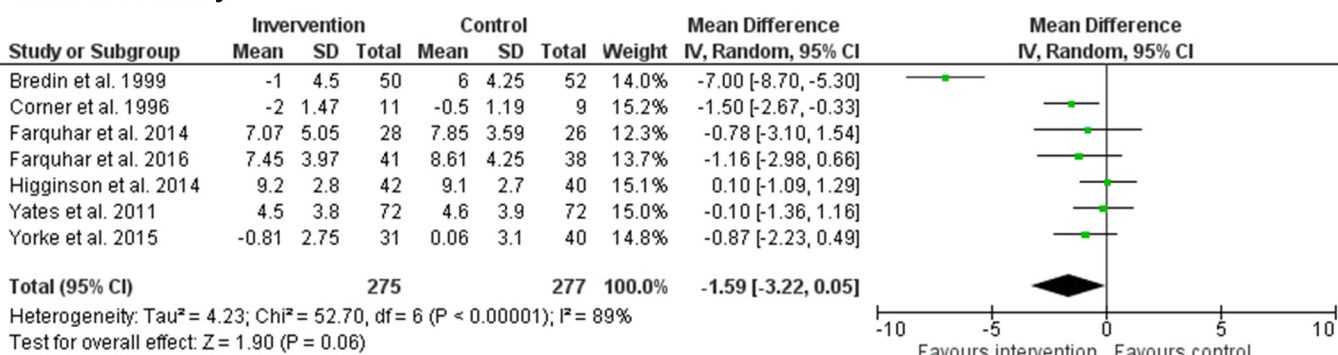 Invervention Control Mean Difference Mean Difference
Study or Subgroup Mean SD Total Mean SD Total Weight IV, Random, 95% CI IV, Random, 95% CI
Bredin et al. 1999 -1 4.5 50 6 4.25 52 14.0% -7.00 [-8.70, -5.30]
Corner et al. 1996 -2 1.47 11 -0.5 1.19 9 15.2% -1.50 [-2.67, -0.33]
Farquhar et al. 2014 7.07 5.05 28 7.85 3.59 26 12.3% -0.78 [-3.10, 1.54]
Farquhar et al. 2016 7.45 3.97 41 8.61 4.25 38 13.7% -1.16 [-2.98, 0.66]
Higginson et al. 2014 9.2 2.8 42 9.1 2.7 40 15.1% 0.10 [-1.09, 1.29]
Yates et al. 2011 4.5 3.8 72 4.6 3.9 72 15.0% -0.10 [-1.36, 1.16]
Yorke et al. 2015 -0.81 2.75 31 0.06 3.1 40 14.8% -0.87 [-2.23, 0.49]
Total (95% CI) 275 277 100.0% -1.59 [-3.22, 0.05]
Heterogeneity: Tau² = 4.23; Chi² = 52.70, df = 6 (P < 0.00001); I² = 89%
Test for overall effect: Z = 1.90 (P = 0.06)
-10 -5 0 5 10
Favours intervention Favours control